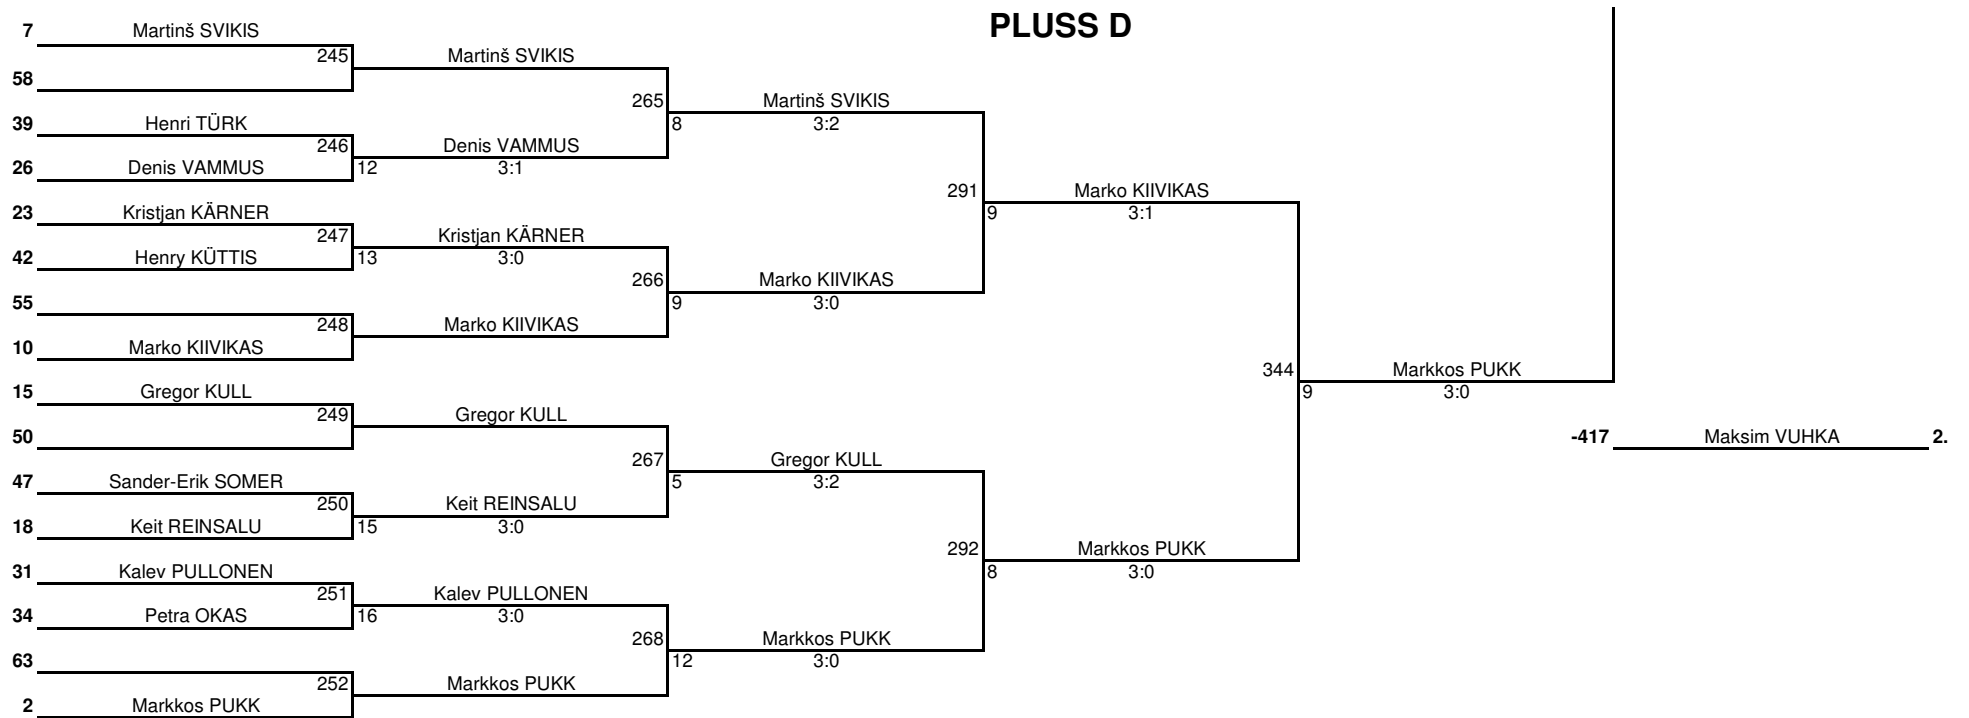 PLUSS D
7 Martinš SVIKIS
245 Martinš SVIKIS
58
265 Martinš SVIKIS
39 Henri TÜRK
8 3:2
246 Denis VAMMUS
26 Denis VAMMUS
12 3:1
291 Marko KIIVIKAS
23 Kristjan KÄRNER
9 3:1
247 Kristjan KÄRNER
42 Henry KÜTTIS
13 3:0
266 Marko KIIVIKAS
55
9 3:0
248 Marko KIIVIKAS
10 Marko KIIVIKAS
344 Markkos PUKK
15 Gregor KULL
9 3:0
249 Gregor KULL
50
-417 Maksim VUHKA 2.
267 Gregor KULL
47 Sander-Erik SOMER
5 3:2
250 Keit REINSALU
18 Keit REINSALU
15 3:0
292 Markkos PUKK
31 Kalev PULLONEN
8 3:0
251 Kalev PULLONEN
34 Petra OKAS
16 3:0
268 Markkos PUKK
63
12 3:0
252 Markkos PUKK
2 Markkos PUKK